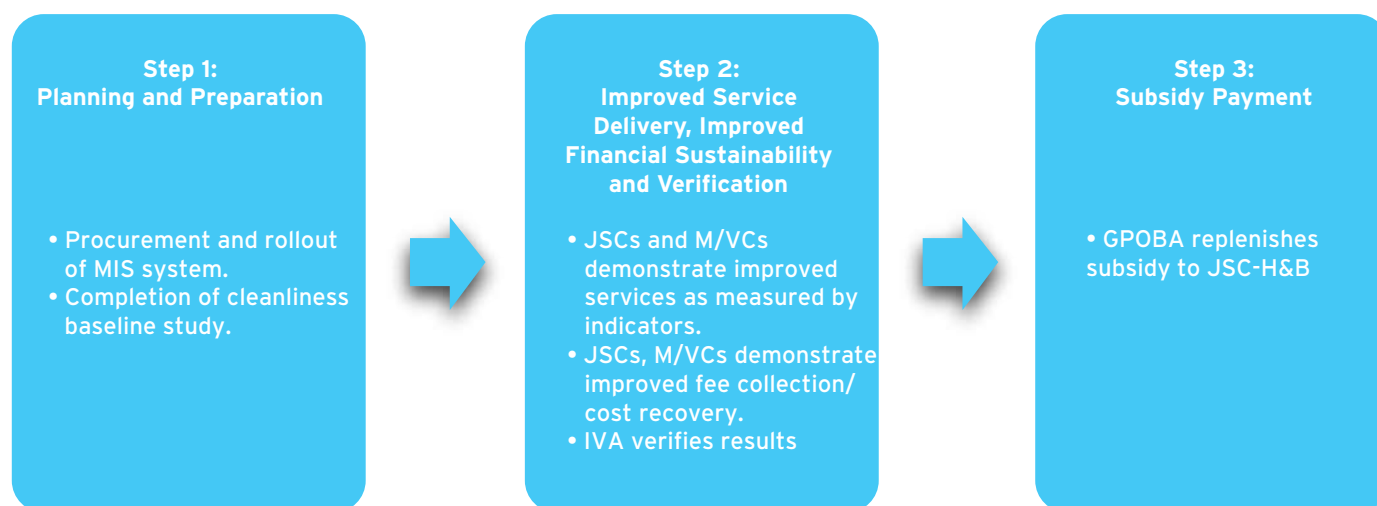 Step 1:
Planning and Preparation
• Procurement and rollout
of MIS system.
• Completion of cleanliness
baseline study.
Step 2:
Improved Service
Delivery, Improved
Financial Sustainability
and Verification
• JSCs and M/VCs
demonstrate improved
services as measured by
indicators.
• JSCs, M/VCs demonstrate
improved fee collection/
cost recovery.
• IVA verifies results
Step 3:
Subsidy Payment
• GPOBA replenishes
subsidy to JSC-H&B